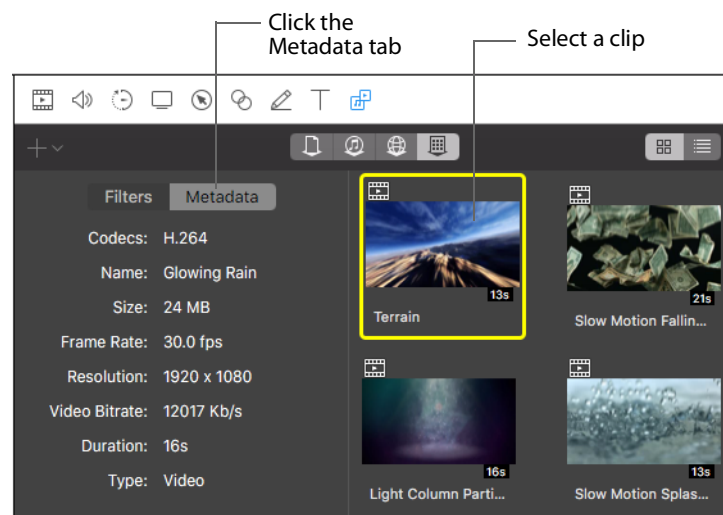 Click the
Metadata tab
Select a clip
Filters
Metadata
Codecs: H.264
Name: Glowing Rain
Size: 24 MB
Frame Rate: 30.0 fps
Resolution: 1920 x 1080
Video Bitrate: 12017 Kb/s
Duration: 16s
Type: Video
13s
Terrain
21s
Slow Motion Fallin...
16s
Light Column Parti...
13s
Slow Motion Splas...